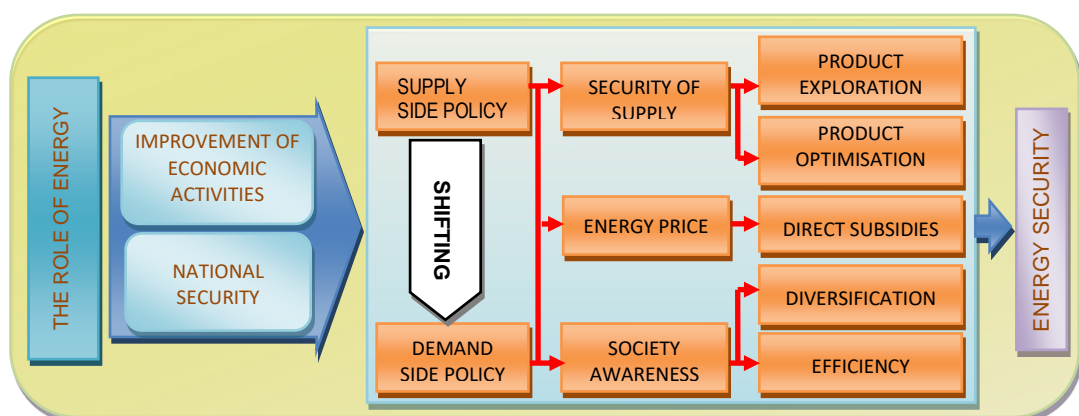 THE ROLE OF ENERGY
IMPROVEMENT OF
ECONOMIC
ACTIVITIES
NATIONAL
SECURITY
SUPPLY
SIDE POLICY
SHIFTING
DEMAND
SIDE POLICY
SECURITY OF
SUPPLY
ENERGY PRICE
SOCIETY
AWARENESS
PRODUCT
EXPLORATION
PRODUCT
OPTIMISATION
DIRECT SUBSIDIES
DIVERSIFICATION
EFFICIENCY
ENERGY SECURITY